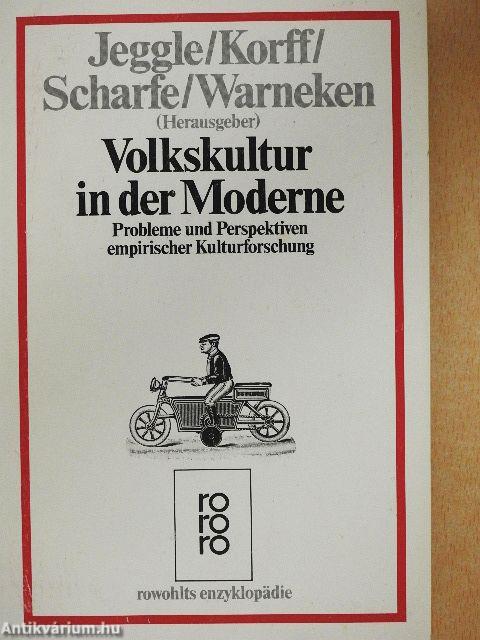 Jeggle/Korff/
Scharfe/Warneken
(Herausgeber)
Volkskultur
in der Moderne
Probleme und Perspektiven
empirischer Kulturforschung
ro
ro
ro
rowohlts enzyklopädie
Antikvárium.hu